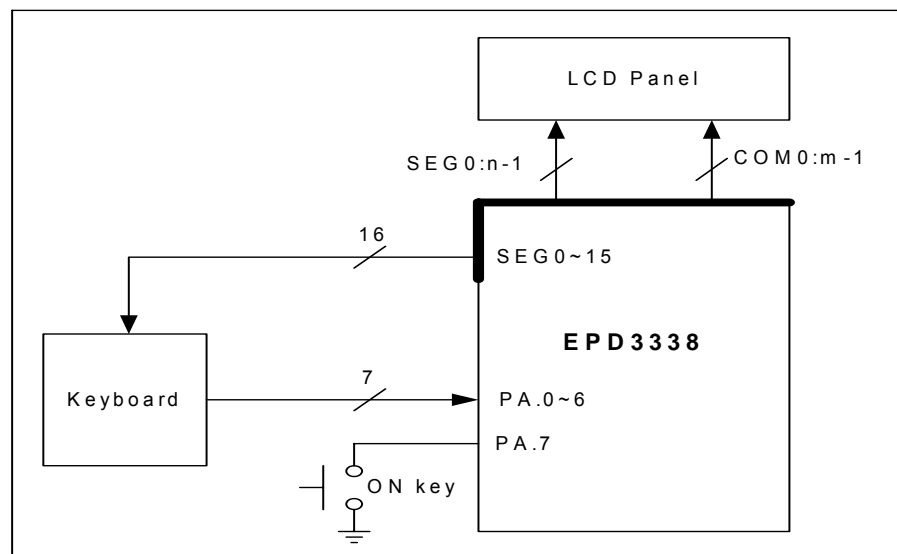 LCD Panel
SEG0:n-1
COM0:m-1
16
SEG0~15
EPD3338
Keyboard
7
PA.0~6
PA.7
ON key